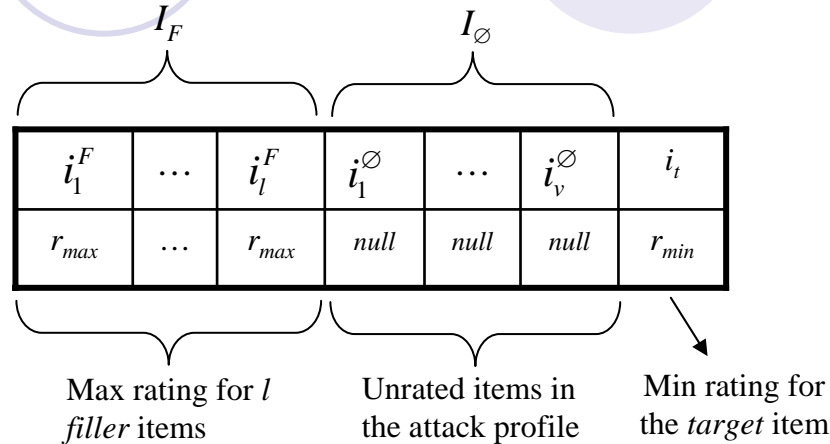 I_F I_∅
i_1^F … i_l^F i_1^∅ … i_v^∅ i_t
r_max … r_max null null null r_min
Max rating for l
filler items
Unrated items in
the attack profile
Min rating for
the target item